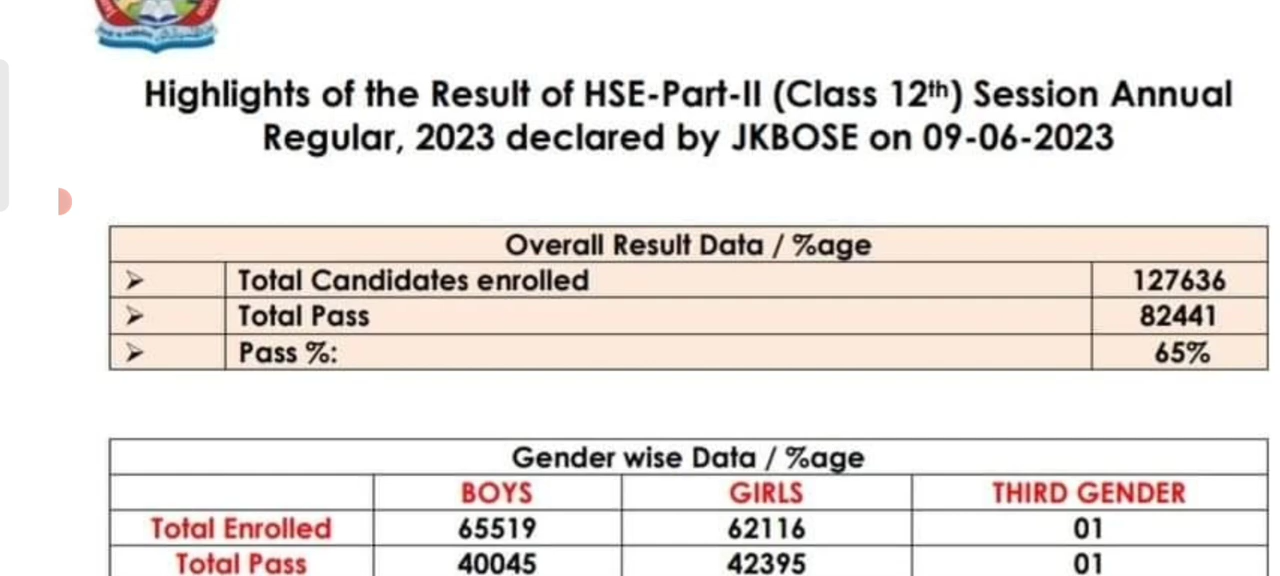 Highlights of the Result of HSE-Part-II (Class 12th) Session Annual
Regular, 2023 declared by JKBOSE on 09-06-2023
Overall Result Data / %age
➢ Total Candidates enrolled 127636
➢ Total Pass 82441
➢ Pass %: 65%
Gender wise Data / %age
BOYS GIRLS THIRD GENDER
Total Enrolled 65519 62116 01
Total Pass 40045 42395 01